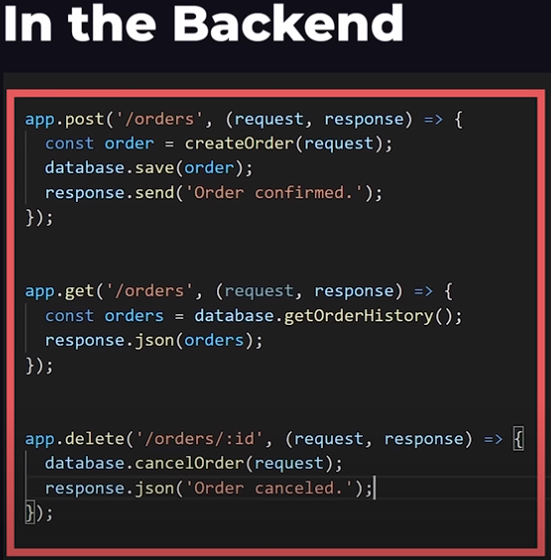 In the Backend
app.post('/orders', (request, response) => {
  const order = createOrder(request);
  database.save(order);
  response.send('Order confirmed.');
});
app.get('/orders', (request, response) => {
  const orders = database.getOrderHistory();
  response.json(orders);
});
app.delete('/orders/:id', (request, response) => {
  database.cancelOrder(request);
  response.json('Order canceled.');
});